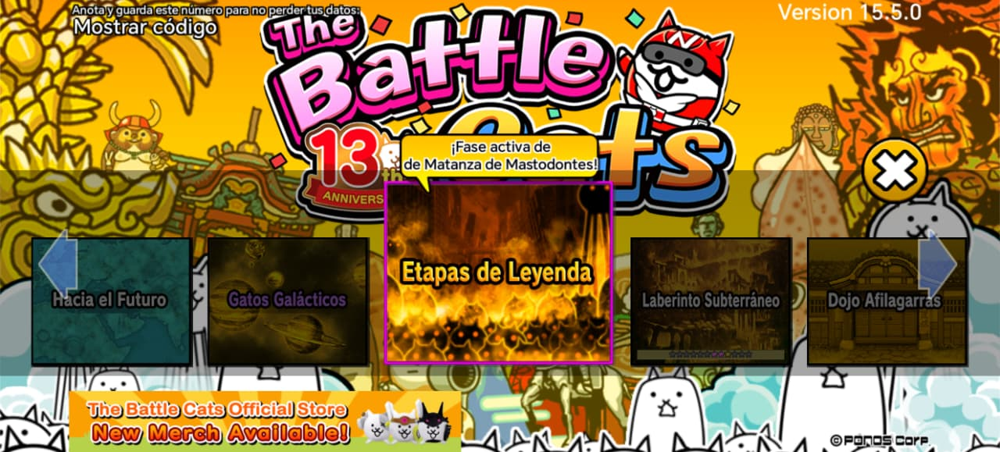 Anota y guarda este número para no perder tus datos:
Mostrar código
Version 15.5.0
The
Battle
Cats
13th
ANNIVERS
¡Fase activa de
de Matanza de Mastodontes!
Hacia el Futuro
Gatos Galácticos
Etapas de Leyenda
Laberinto Subterráneo
Dojo Afilagarras
The Battle Cats Official Store
New Merch Available!
©PONOS Corp.